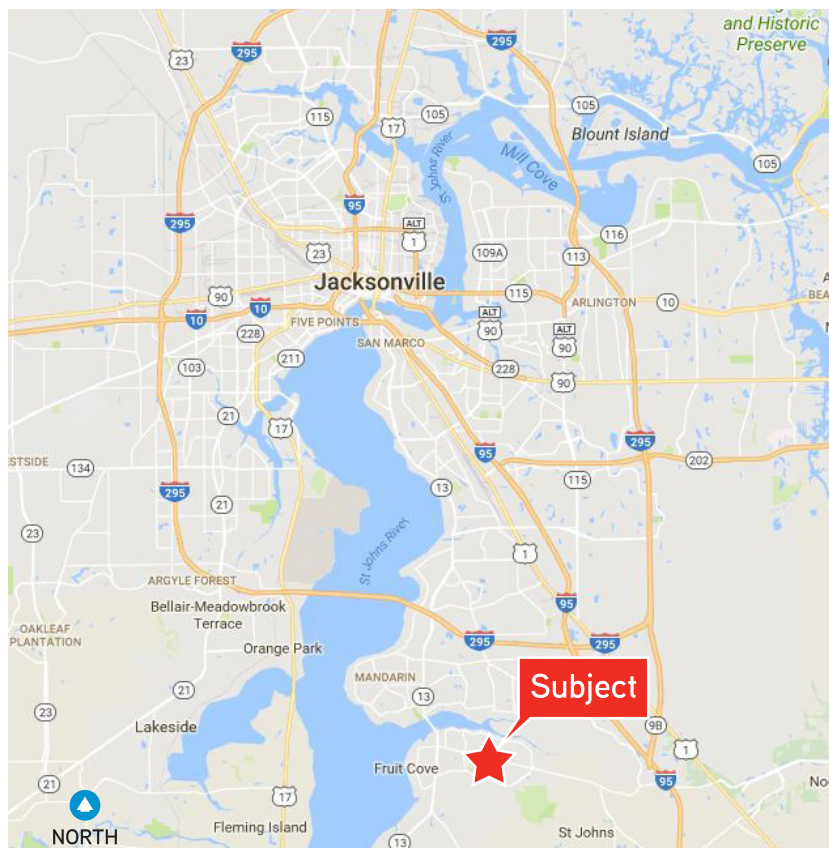 and Historic
Preserve
295
23
295
115
17
105
105
Blount Island
St Johns River
Mill Cove
105
295
95
ALT
1
23
109A
116
113
90
Jacksonville
115
ARLINGTON
10
10
10
FIVE POINTS
ALT
90
ALT
90
228
SAN MARCO
211
103
228
90
21
17
295
95
202
134
295
13
115
21
23
St Johns River
1
ARGYLE FOREST
95
Bellair-Meadowbrook
Terrace
OAKLEAF
PLANTATION
295
295
Orange Park
MANDARIN
Subject
21
13
23
Lakeside
9B
1
Fruit Cove
95
21
17
NORTH
Fleming Island
13
St Johns